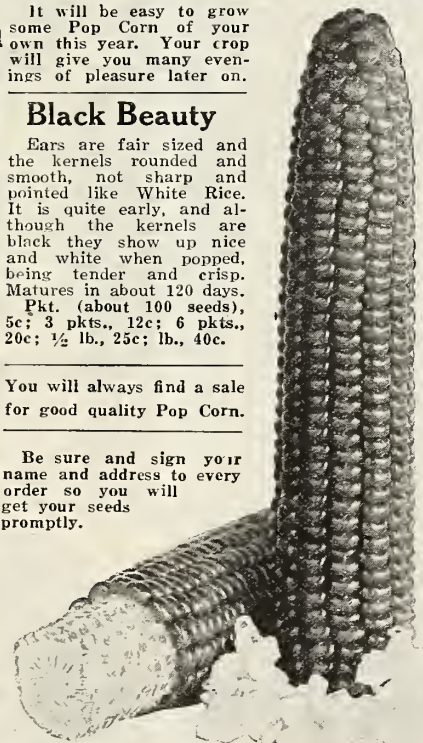 It will be easy to grow
some Pop Corn of your
own this year. Your crop
will give you many even-
ings of pleasure later on.
Black Beauty
Ears are fair sized and
the kernels rounded and
smooth, not sharp and
pointed like White Rice.
It is quite early, and al-
though the kernels are
black they show up nice
and white when popped,
being tender and crisp.
Matures in about 120 days.
Pkt. (about 100 seeds),
5c; 3 pkts., 12c; 6 pkts.,
20c; ½ lb., 25c; lb., 40c.
You will always find a sale
for good quality Pop Corn.
Be sure and sign your
name and address to every
order so you will
get your seeds
promptly.